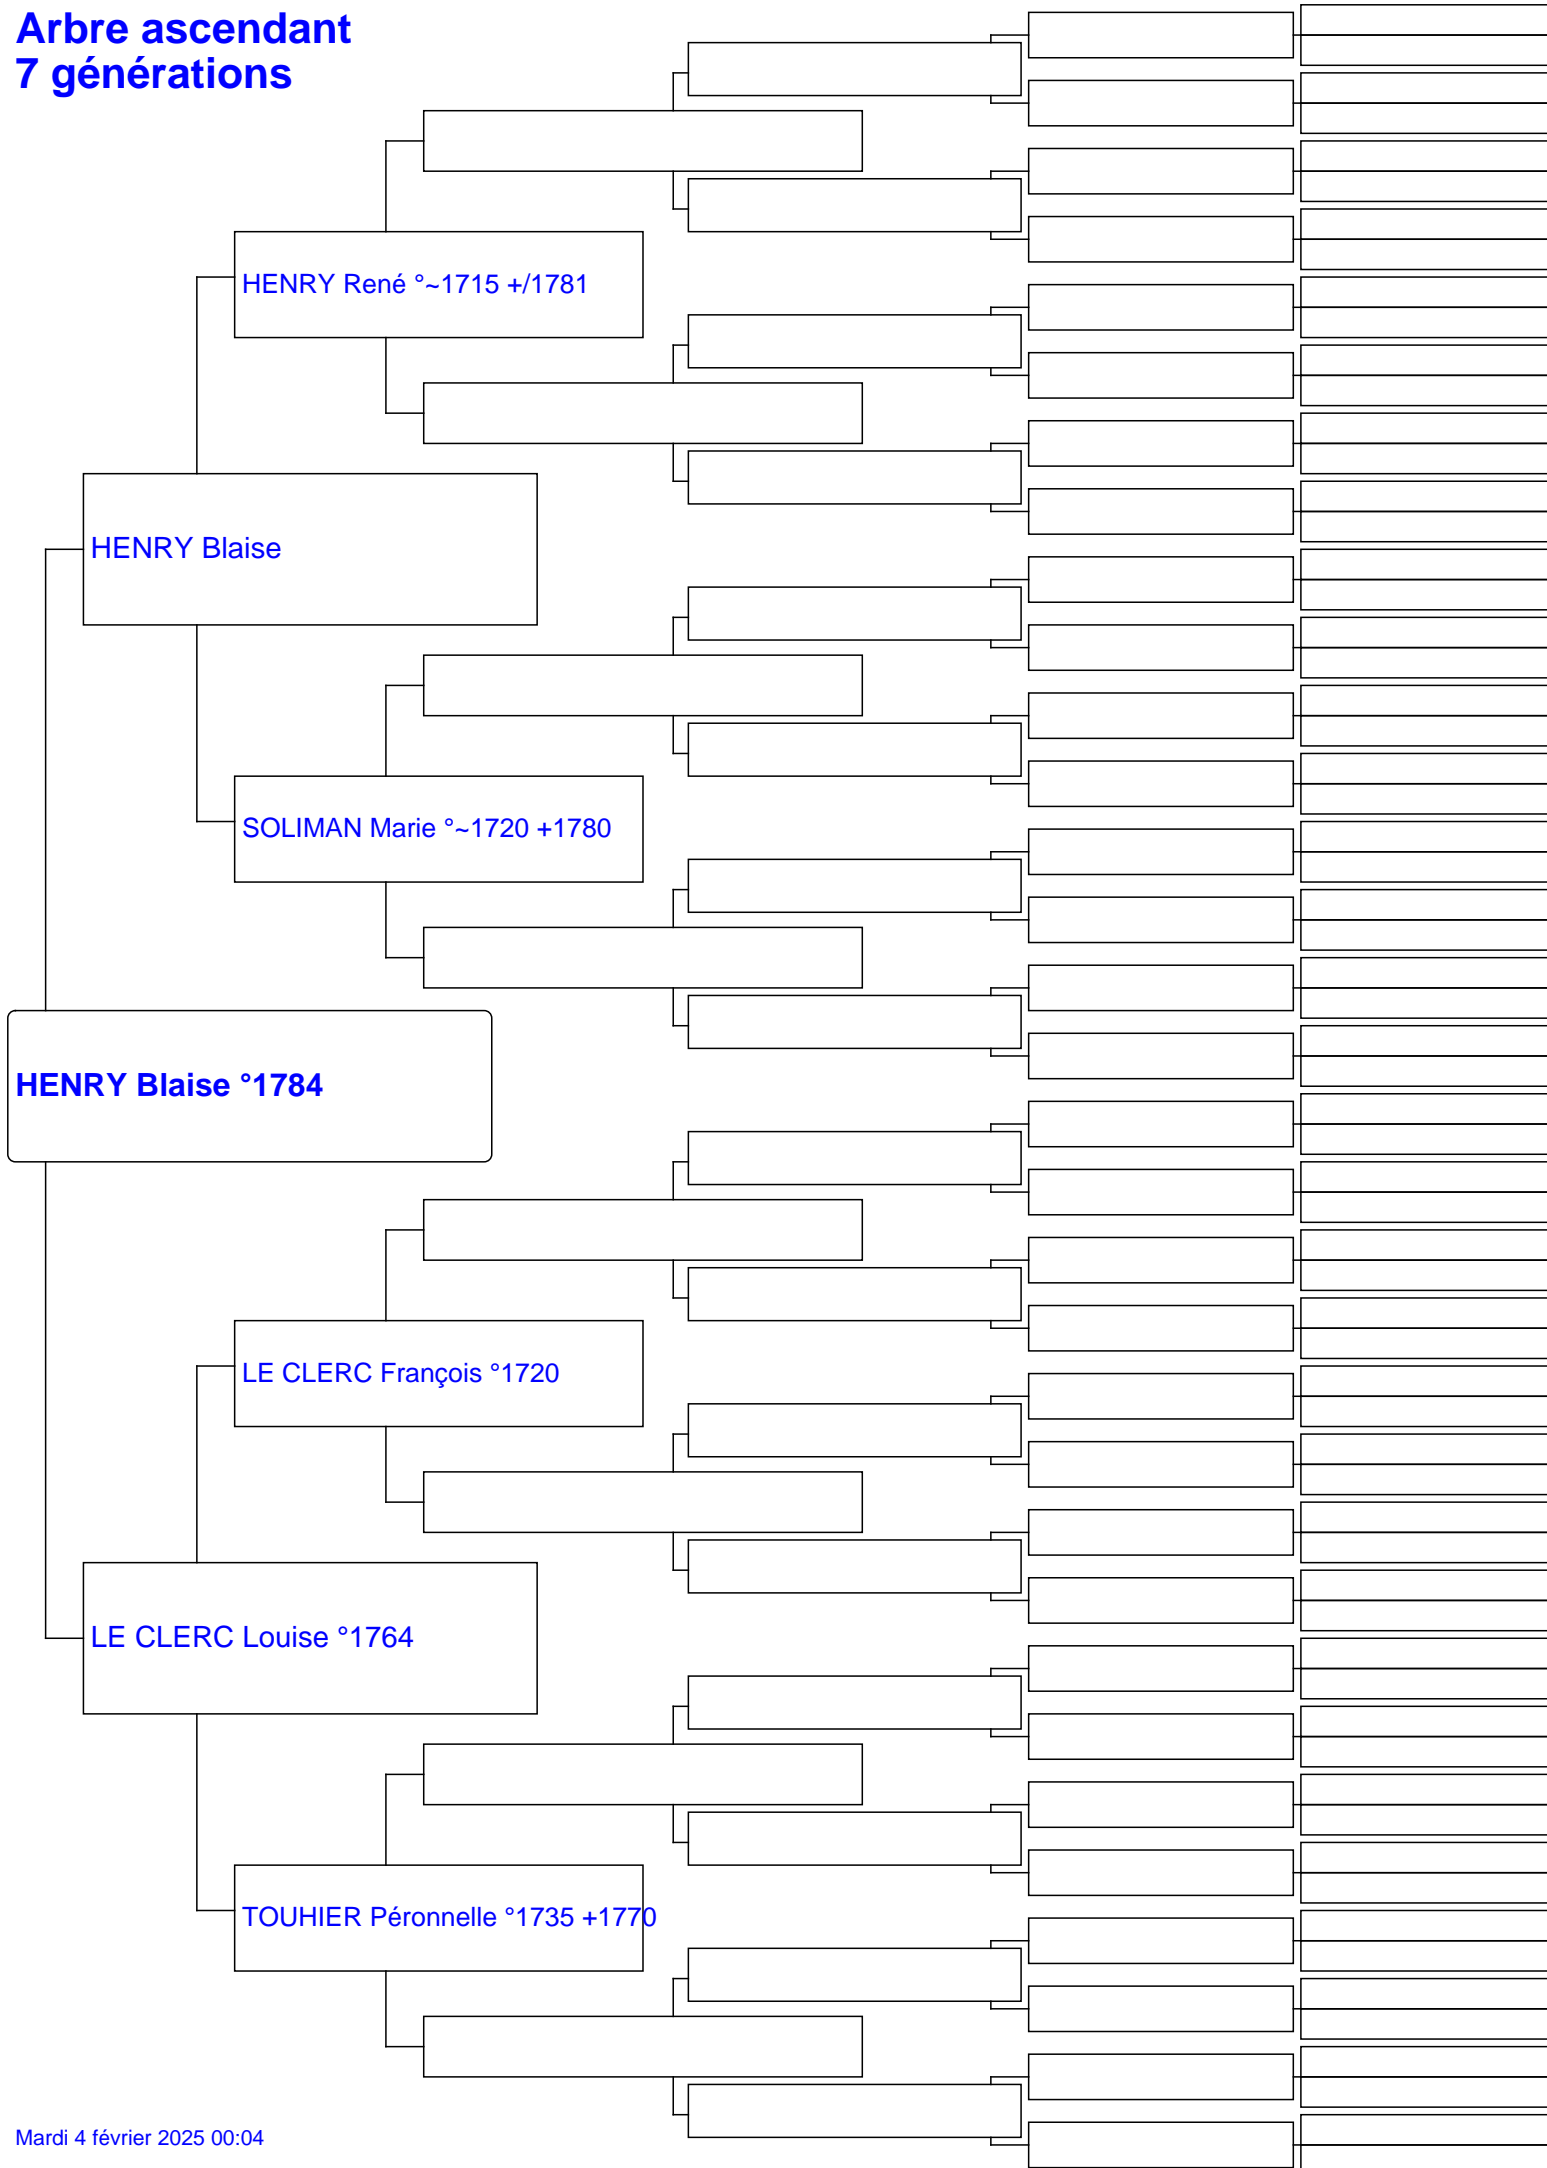 Arbre ascendant
7 générations
HENRY René °~1715 +/1781
HENRY Blaise
SOLIMAN Marie °~1720 +1780
HENRY Blaise °1784
LE CLERC François °1720
LE CLERC Louise °1764
TOUHIER Péronnelle °1735 +1770
Mardi 4 février 2025 00:04